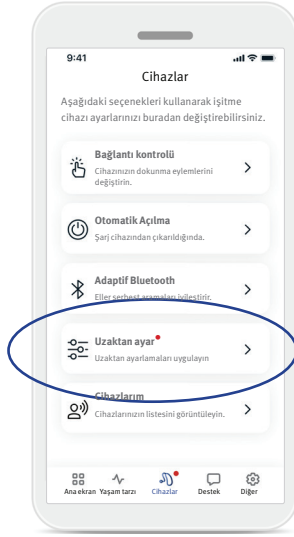 9:41
Cihazlar
Aşağıdaki seçenekleri kullanarak işitme
cihazı ayarlarınızı buradan değiştirebilirsiniz.
Bağlantı kontrolü
Cihazınızın dokunma eylemlerini
değiştirin.
Otomatik Açılma
Şarj cihazından çıkarıldığında.
Adaptif Bluetooth
Eller serbest aramaları iyileştirir.
Uzaktan ayar
Uzaktan ayarlamaları uygulayın
Cihazlarım
Cihazlarınızın listesini görüntüleyin.
Ana ekran Yaşam tarzı Cihazlar Destek Diğer